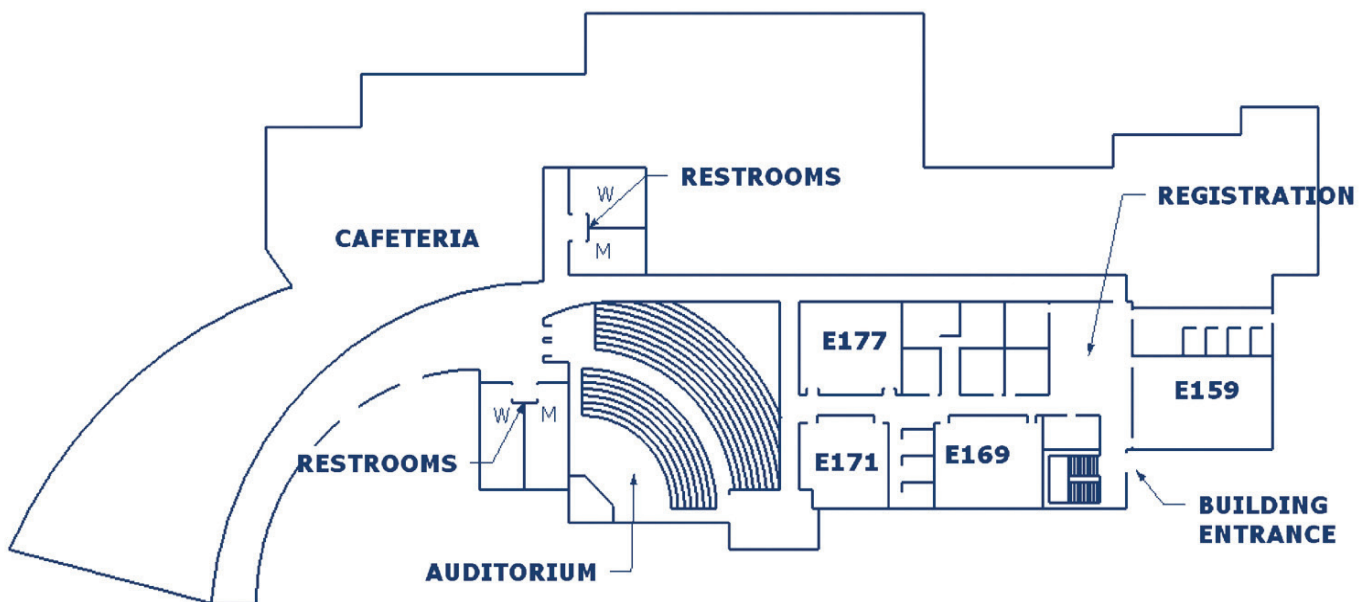 RESTROOMS
W
M
REGISTRATION
CAFETERIA
E177
E159
W
M
RESTROOMS
E171
E169
BUILDING
ENTRANCE
AUDITORIUM